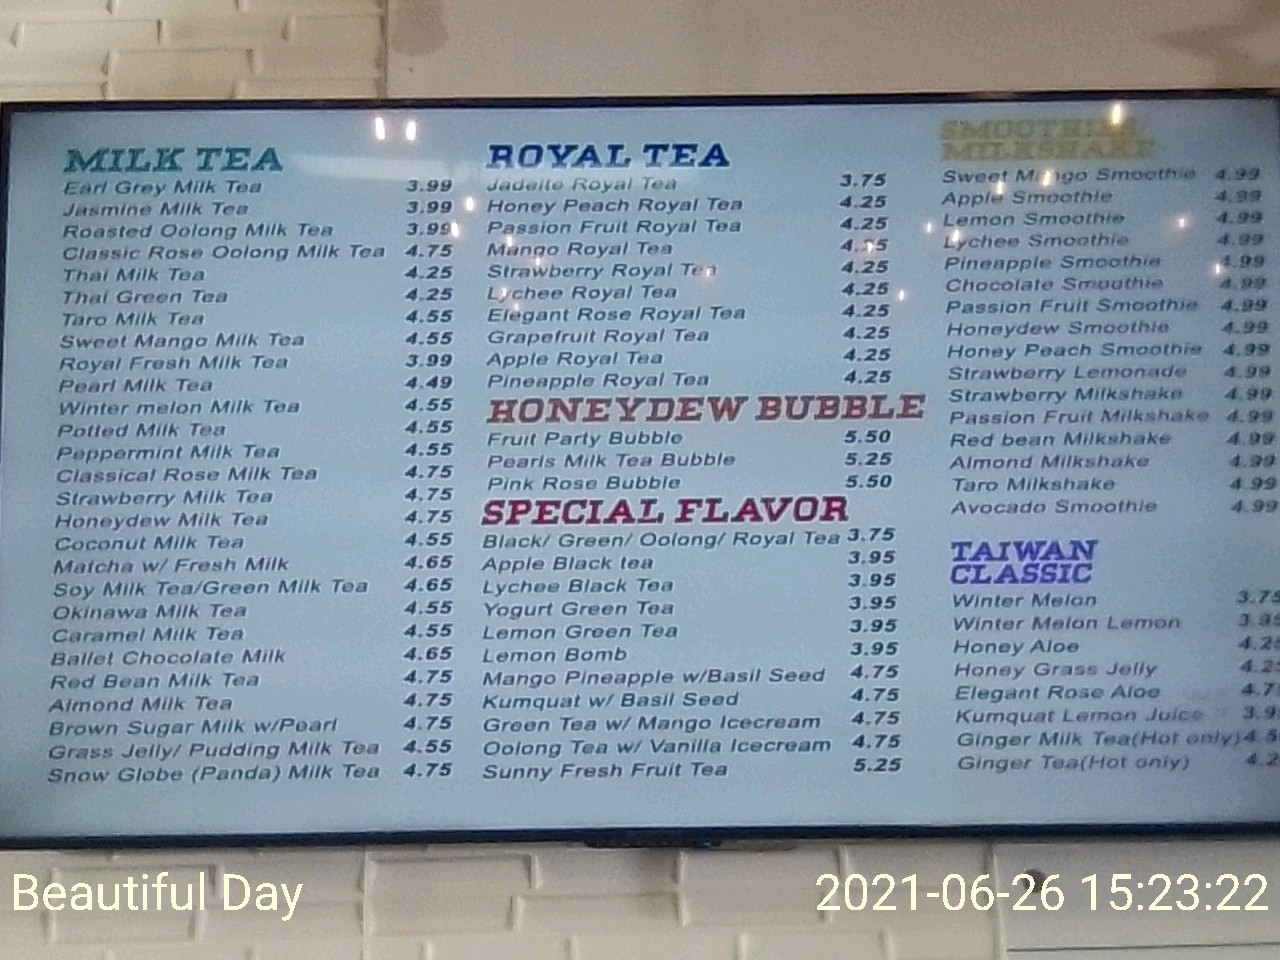 MILK TEA
Earl Grey Milk Tea 3.99
Jasmine Milk Tea 3.99
Roasted Oolong Milk Tea 3.99
Classic Rose Oolong Milk Tea 4.75
Thai Milk Tea 4.25
Thai Green Tea 4.25
Taro Milk Tea 4.55
Sweet Mango Milk Tea 4.55
Royal Fresh Milk Tea 3.99
Pearl Milk Tea 4.49
Winter melon Milk Tea 4.55
Potted Milk Tea 4.55
Peppermint Milk Tea 4.55
Classical Rose Milk Tea 4.75
Strawberry Milk Tea 4.75
Honeydew Milk Tea 4.75
Coconut Milk Tea 4.55
Matcha w/ Fresh Milk 4.65
Soy Milk Tea/Green Milk Tea 4.65
Okinawa Milk Tea 4.55
Caramel Milk Tea 4.55
Ballet Chocolate Milk 4.65
Red Bean Milk Tea 4.75
Almond Milk Tea 4.75
Brown Sugar Milk w/Pearl 4.75
Grass Jelly/ Pudding Milk Tea 4.55
Snow Globe (Panda) Milk Tea 4.75
ROYAL TEA
Jadeite Royal Tea 3.75
Honey Peach Royal Tea 4.25
Passion Fruit Royal Tea 4.25
Mango Royal Tea 4.25
Strawberry Royal Tea 4.25
Lychee Royal Tea 4.25
Elegant Rose Royal Tea 4.25
Grapefruit Royal Tea 4.25
Apple Royal Tea 4.25
Pineapple Royal Tea 4.25
HONEYDEW BUBBLE
Fruit Party Bubble 5.50
Pearls Milk Tea Bubble 5.25
Pink Rose Bubble 5.50
SPECIAL FLAVOR
Black/ Green/ Oolong/ Royal Tea 3.75
Apple Black tea 3.95
Lychee Black Tea 3.95
Yogurt Green Tea 3.95
Lemon Green Tea 3.95
Lemon Bomb 3.95
Mango Pineapple w/Basil Seed 4.75
Kumquat w/ Basil Seed 4.75
Green Tea w/ Mango Icecream 4.75
Oolong Tea w/ Vanilla Icecream 4.75
Sunny Fresh Fruit Tea 5.25
MILKSHAKE
Sweet Mango Smoothie 4.99
Apple Smoothie 4.99
Lemon Smoothie 4.99
Lychee Smoothie 4.99
Pineapple Smoothie 4.99
Chocolate Smoothie 4.99
Passion Fruit Smoothie 4.99
Honeydew Smoothie 4.99
Honey Peach Smoothie 4.99
Strawberry Lemonade 4.99
Strawberry Milkshake 4.99
Passion Fruit Milkshake 4.99
Red bean Milkshake 4.99
Almond Milkshake 4.99
Taro Milkshake 4.99
Avocado Smoothie 4.99
TAIWAN
CLASSIC
Winter Melon 3.75
Winter Melon Lemon
Honey Aloe
Honey Grass Jelly
Elegant Rose Aloe
Kumquat Lemon Juice
Ginger Milk Tea(Hot only)
Ginger Tea(Hot only)
Beautiful Day
2021-06-26 15:23:22